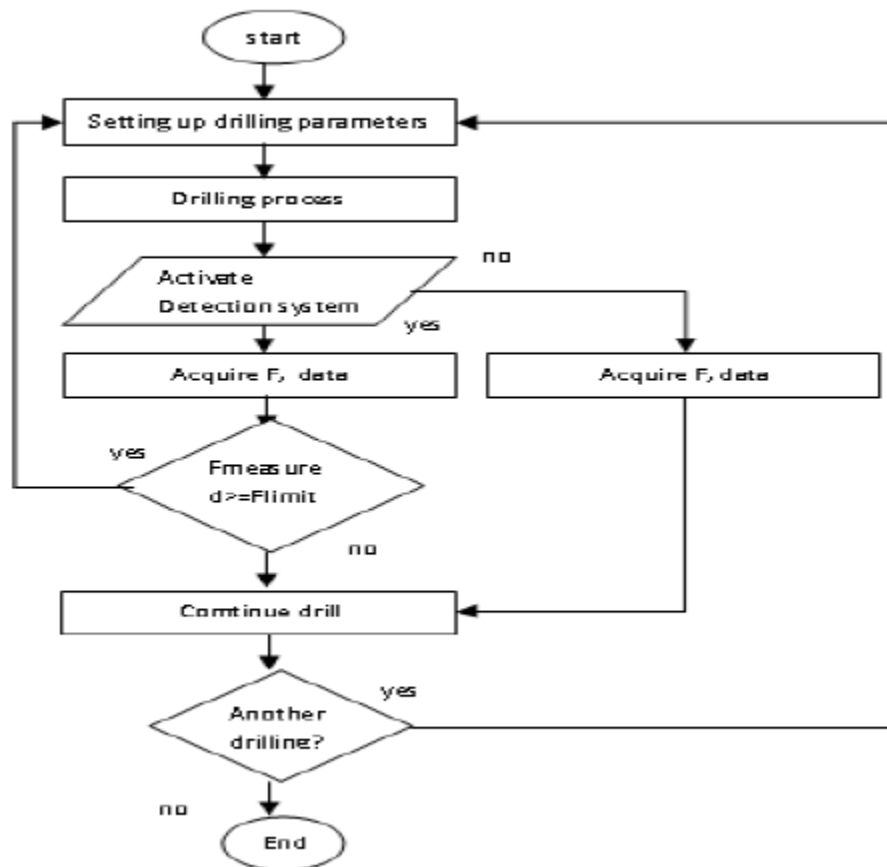 start
Setting up drilling parameters
Drilling process
no
Activate
Detection system
yes
Acquire F, data
Acquire F, data
yes
Fmeasure
d>=Flimit
no
Comtinue drill
yes
Another
drilling?
no
End